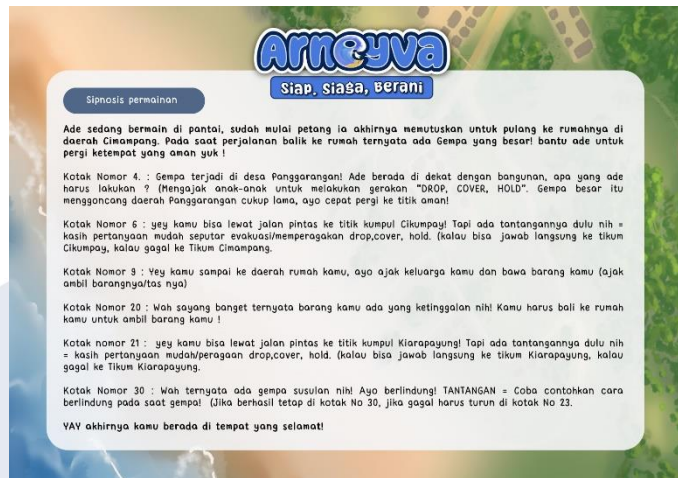 Arneyva
Siap, Siaga, Berani
Sipnosis permainan
Ade sedang bermain di pantai, sudah mulai petang ia akhirnya memutuskan untuk pulang ke rumahnya di
daerah Cimampang. Pada saat perjalanan balik ke rumah ternyata ada Gempa yang besar! bantu ade untuk
pergi ketempat yang aman yuk !
Kotak Nomor 4. : Gempa terjadi di desa Panggarangan! Ade berada di dekat dengan bangunan, apa yang ade
harus lakukan ? (Mengajak anak-anak untuk melakukan gerakan "DROP, COVER, HOLD". Gempa besar itu
menggoncang daerah Panggarangan cukup lama, ayo cepat pergi ke titik aman!
Kotak Nomor 6 : yey kamu bisa lewat jalan pintas ke titik kumpul Cikumpay! Tapi ada tantangannya dulu nih =
kasih pertanyaan mudah seputar evakuasi/memperagakan drop,cover, hold. (kalau bisa jawab langsung ke tikum
Cikumpay, kalau gagal ke Tikum Cimampang.
Kotak Nomor 9 : Yey kamu sampai ke daerah rumah kamu, ayo ajak keluarga kamu dan bawa barang kamu (ajak
ambil barangnya/tas nya)
Kotak Nomor 20 : Wah sayang banget ternyata barang kamu ada yang ketinggalan nih! Kamu harus bali ke rumah
kamu untuk ambil barang kamu !
Kotak nomor 21 : yey kamu bisa lewat jalan pintas ke titik kumpul Kiarapayung! Tapi ada tantangannya dulu nih
= kasih pertanyaan mudah/peragaan drop,cover, hold. (kalau bisa jawab langsung ke tikum Kiarapayung, kalau
gagal ke Tikum Kiarapayung.
Kotak Nomor 30 : Wah ternyata ada gempa susulan nih! Ayo berlindung! TANTANGAN = Coba contohkan cara
berlindung pada saat gempa! (Jika berhasil tetap di kotak No 30, jika gagal harus turun di kotak No 23.
YAY akhirnya kamu berada di tempat yang selamat!